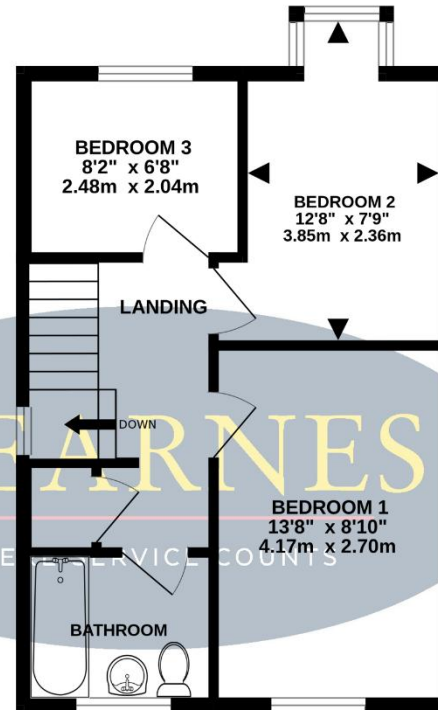 BEDROOM 3
8'2" x 6'8"
2.48m x 2.04m
BEDROOM 2
12'8" x 7'9"
3.85m x 2.36m
LANDING
DOWN
EARNES
BEDROOM 1
13'8" x 8'10"
4.17m x 2.70m
SERVICE COUNTS
BATHROOM